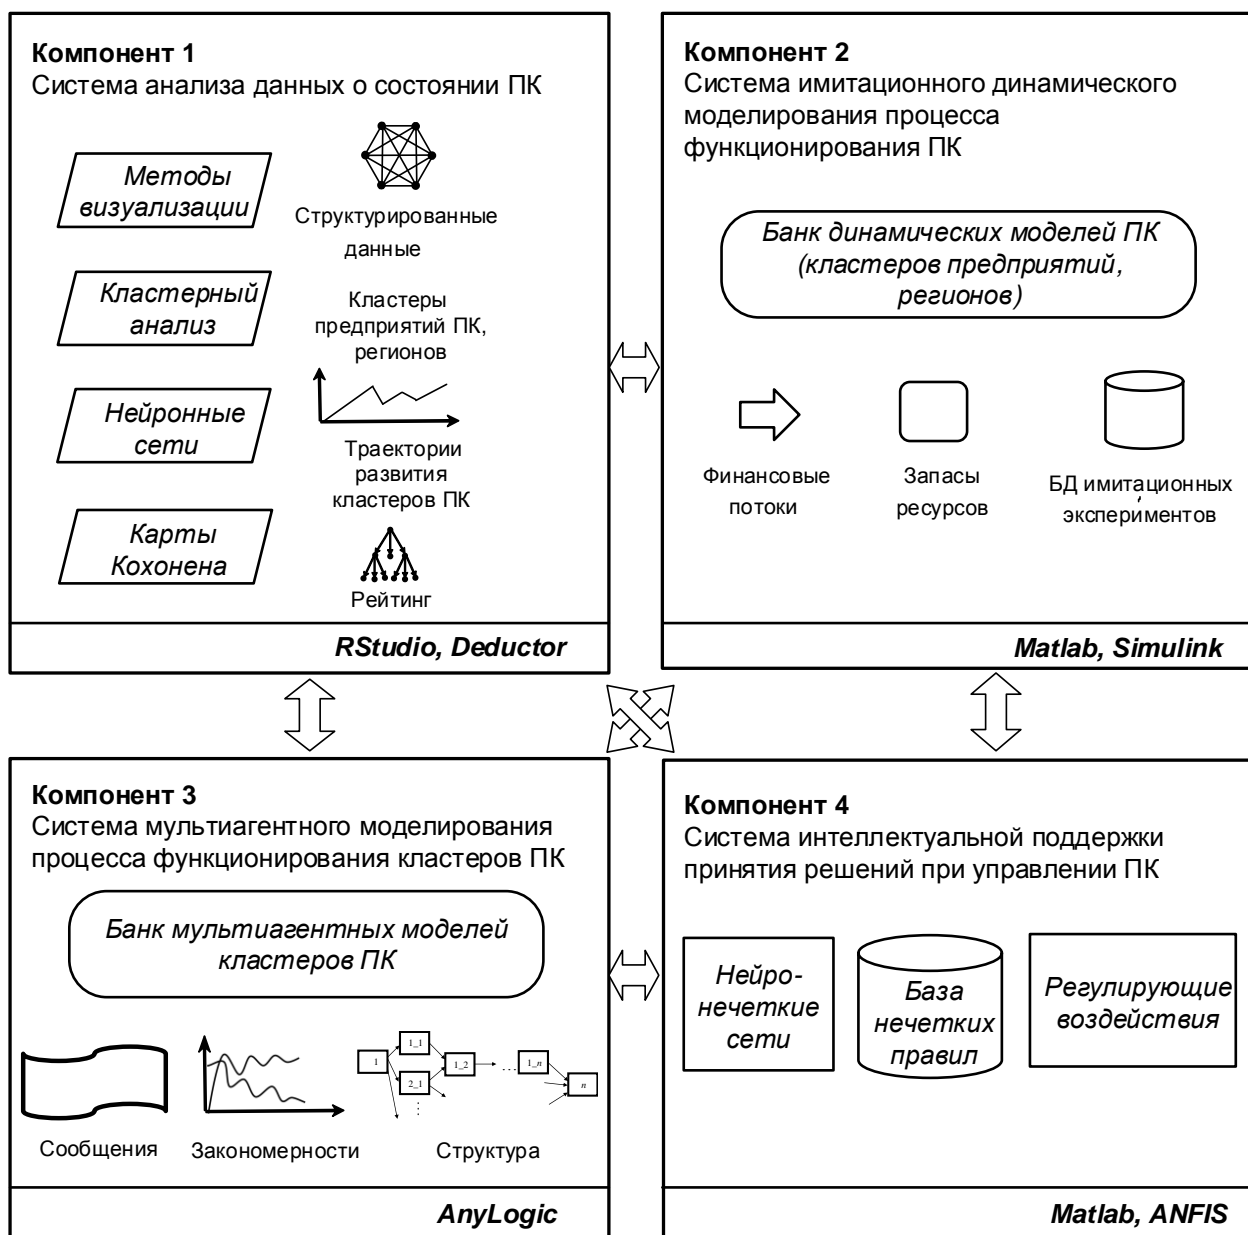 Компонент 1
Система анализа данных о состоянии ПК
Методы
визуализации
Структурированные
данные
Кластерный
анализ
Кластеры
предприятий ПК,
регионов
Нейронные
сети
Траектории
развития
кластеров ПК
Карты
Кохонена
Рейтинг
RStudio, Deductor
Компонент 2
Система имитационного динамического
моделирования процесса
функционирования ПК
Банк динамических моделей ПК
(кластеров предприятий,
регионов)
Финансовые
потоки
Запасы
ресурсов
БД имитационных
экспериментов
Matlab, Simulink
Компонент 3
Система мультиагентного моделирования
процесса функционирования кластеров ПК
Банк мультиагентных моделей
кластеров ПК
1
1_1
2_1
1_2
...
1_n
n
Сообщения
Закономерности
Структура
AnyLogic
Компонент 4
Система интеллектуальной поддержки
принятия решений при управлении ПК
Нейро-
нечеткие
сети
База
нечетких
правил
Регулирующие
воздействия
Matlab, ANFIS